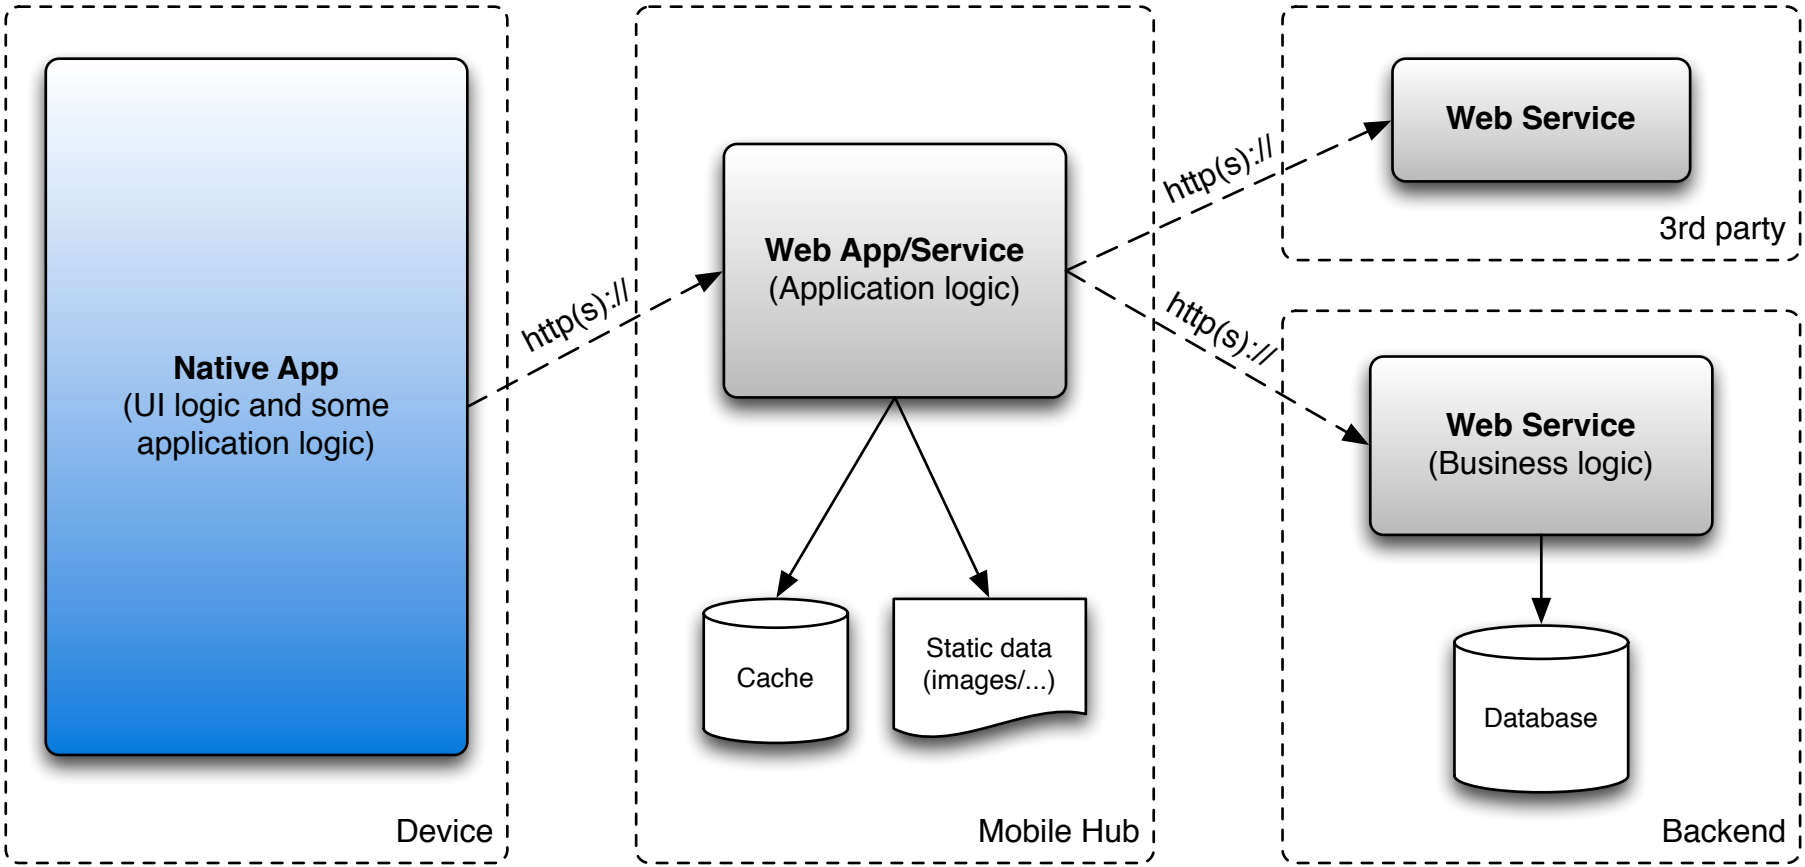 Native App
(UI logic and some
application logic)
Device
http(s)://
Web App/Service
(Application logic)
Cache
Static data
(images/...)
Mobile Hub
http(s)://
http(s)://
Web Service
3rd party
Web Service
(Business logic)
Database
Backend